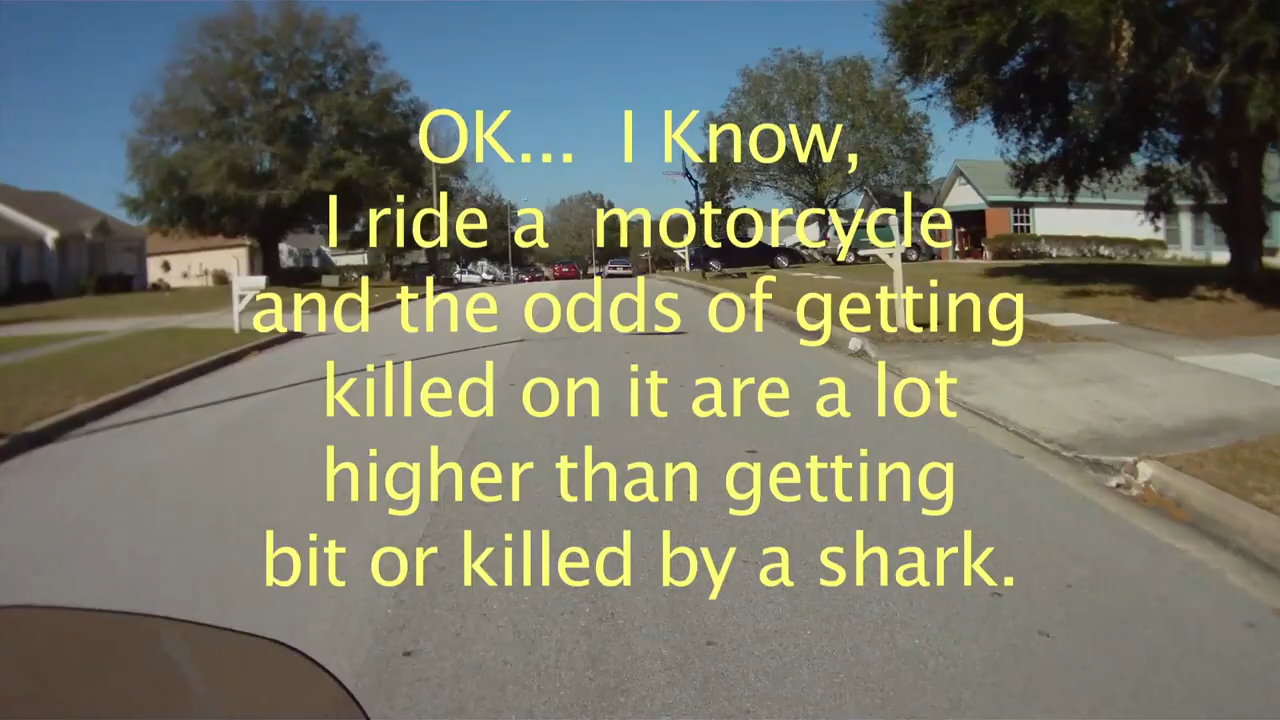 OK...  I Know,
I ride a  motorcycle
and the odds of getting
killed on it are a lot
higher than getting
bit or killed by a shark.